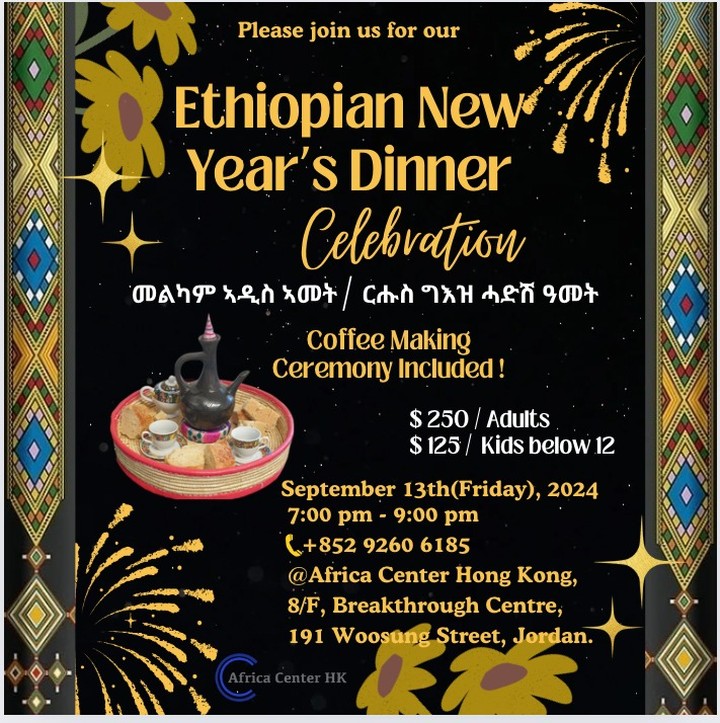 Please join us for our
Ethiopian New
Year's Dinner
Celebration
መልካም ኣዲስ ኣመት / ርሑስ ግእዝ ሓድሽ ዓመት
Coffee Making
Ceremony Included !
$ 250 / Adults
$ 125 / Kids below 12
September 13th(Friday), 2024
7:00 pm - 9:00 pm
+852 9260 6185
@Africa Center Hong Kong,
8/F, Breakthrough Centre,
191 Woosung Street, Jordan.
Africa Center HK